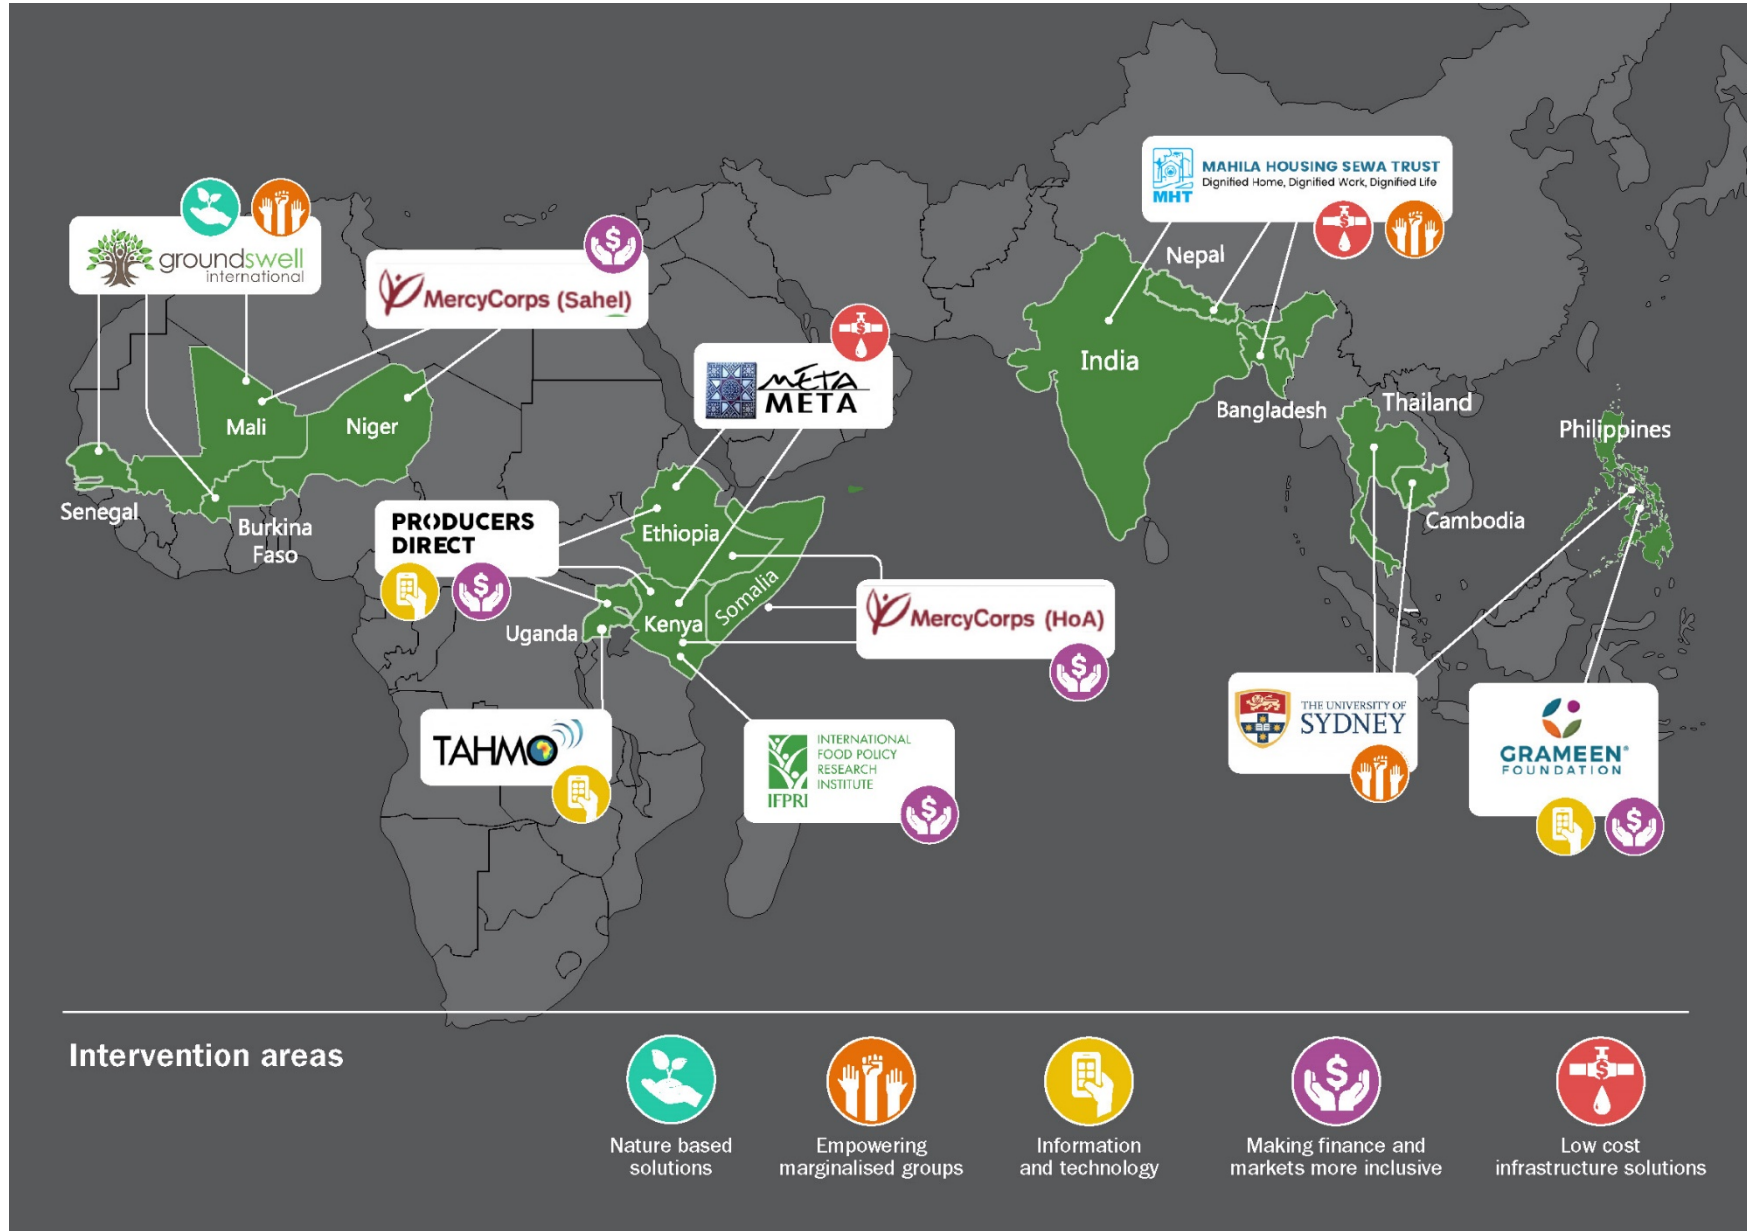 MAHILA HOUSING SEWA TRUST
Dignified Home, Dignified Work, Dignified Life
MHT
groundswell
international
MercyCorps (Sahel)
Nepal
META
META
India
Bangladesh
Thailand
Philippines
Mali
Niger
Senegal
Burkina
Faso
PRODUCERS
DIRECT
Ethiopia
Cambodia
Somalia
Uganda
Kenya
MercyCorps (HoA)
TAHMO
INTERNATIONAL
FOOD POLICY
RESEARCH
INSTITUTE
IFPRI
THE UNIVERSITY OF
SYDNEY
GRAMEEN®
FOUNDATION
Intervention areas
Nature based
solutions
Empowering
marginalised groups
Information
and technology
Making finance and
markets more inclusive
Low cost
infrastructure solutions